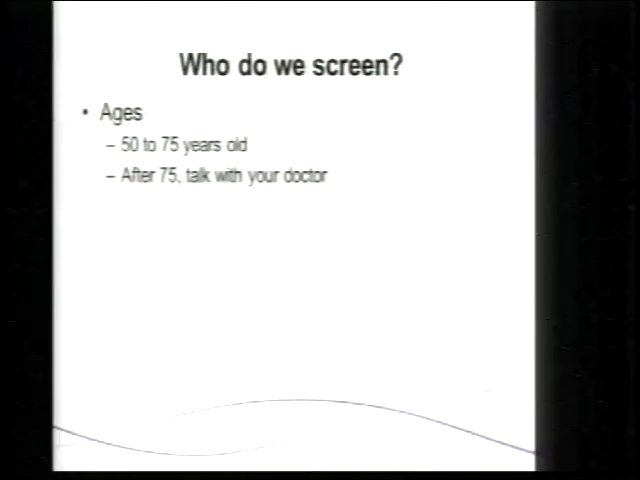 Who do we screen?
• Ages
– 50 to 75 years old
– After 75, talk with your doctor